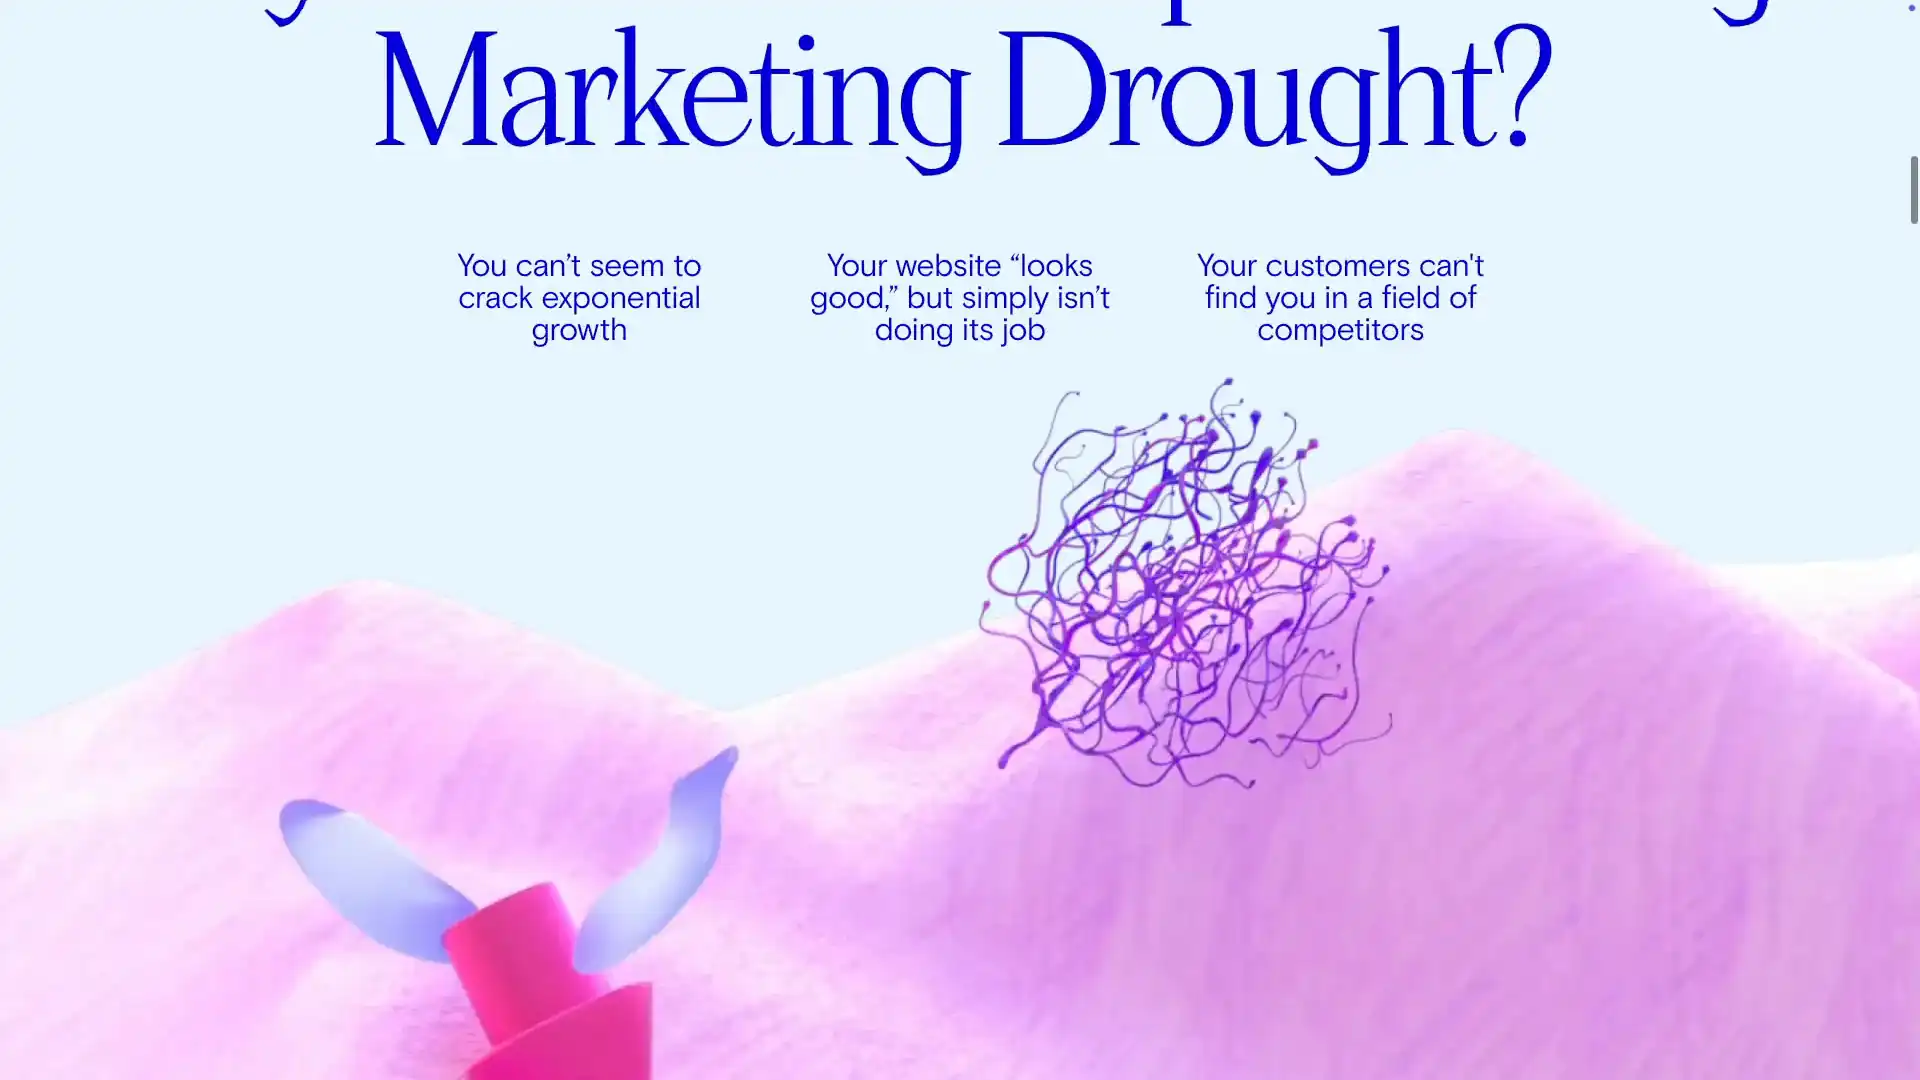 Marketing Drought?
You can’t seem to
crack exponential
growth
Your website “looks
good,” but simply isn’t
doing its job
Your customers can't
find you in a field of
competitors